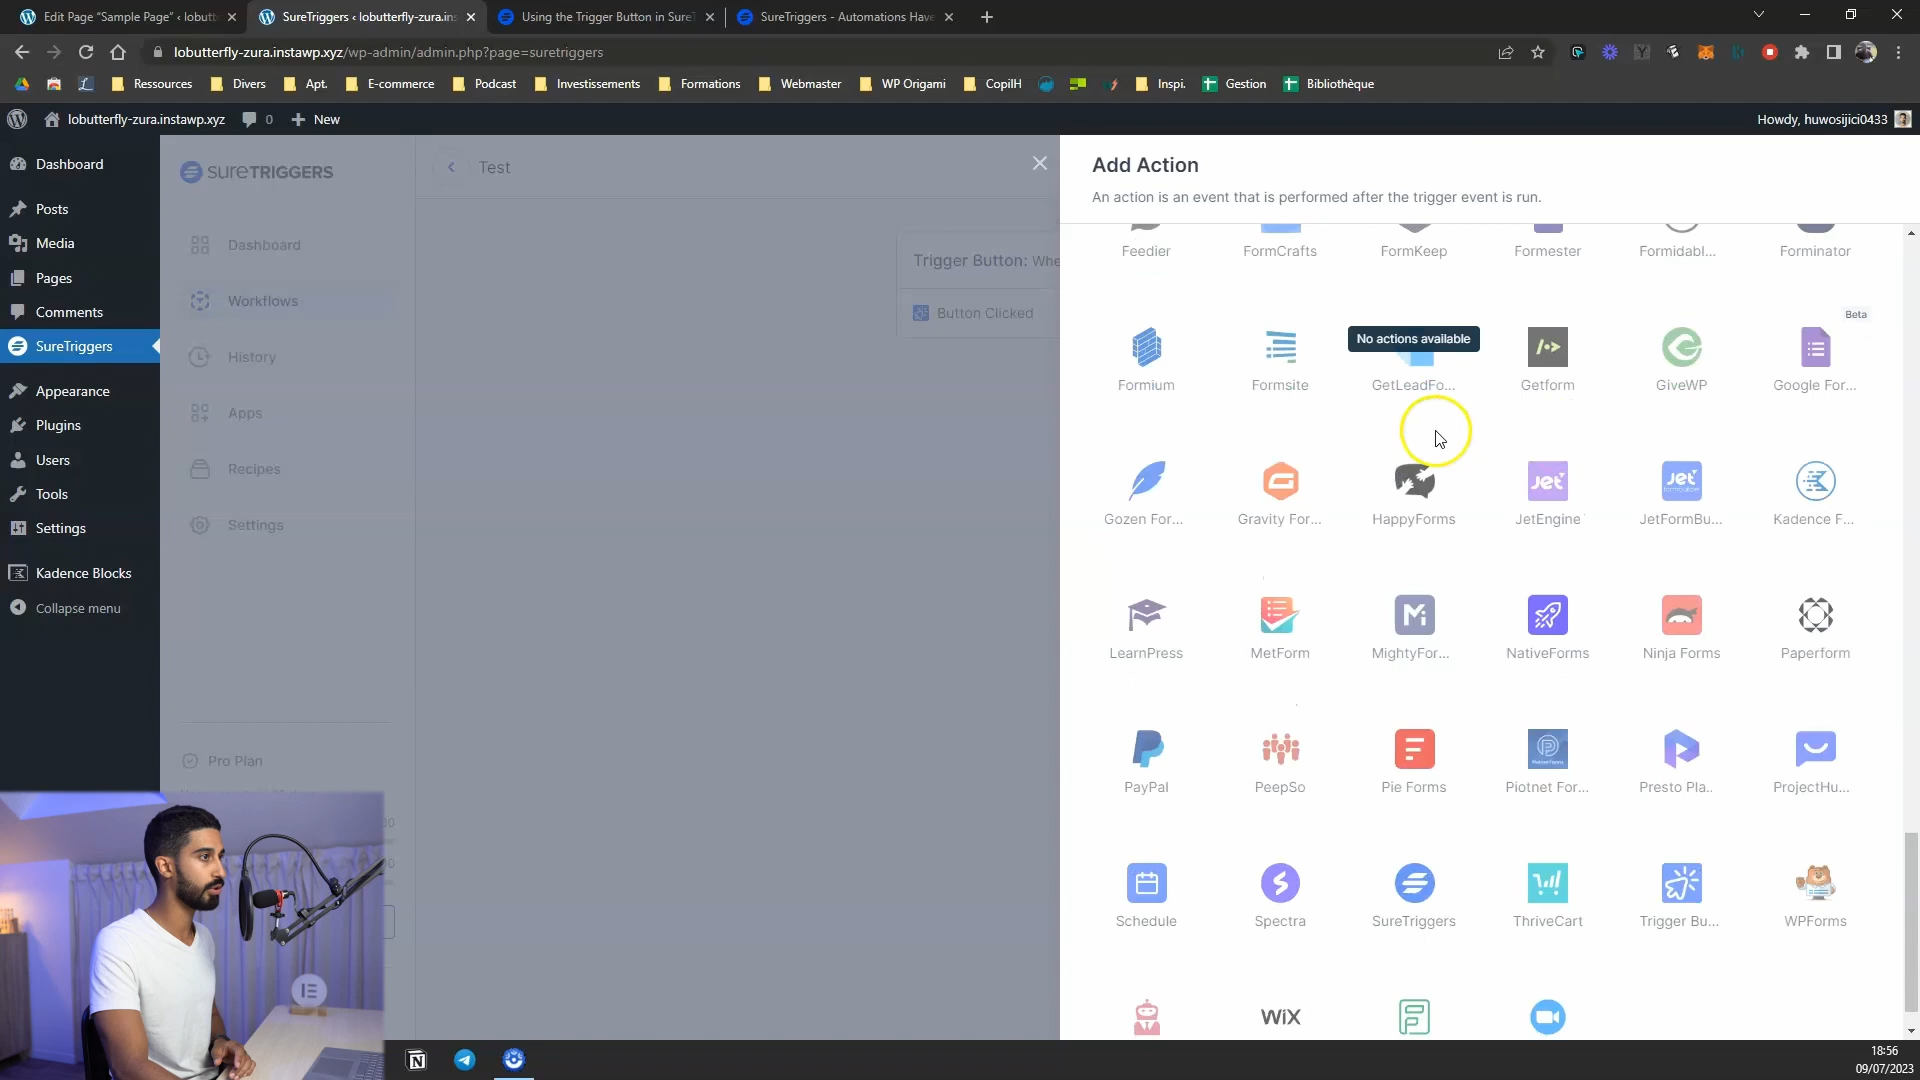 Edit Page "Sample Page" ‹ lobutt
SureTriggers ‹ lobutterfly-zura.ins
Using the Trigger Button in SureT
SureTriggers - Automations Have
lobutterfly-zura.instawp.xyz/wp-admin/admin.php?page=suretriggers
Ressources
Divers
Apt.
E-commerce
Podcast
Investissements
Formations
Webmaster
WP Origami
CopilH
Inspi.
Gestion
Bibliothèque
lobutterfly-zura.instawp.xyz
0
New
Howdy, huwosijici0433
Dashboard
Posts
Media
Pages
Comments
SureTriggers
Appearance
Plugins
Users
Tools
Settings
Kadence Blocks
Collapse menu
sureTRIGGERS
Dashboard
Workflows
History
Apps
Recipes
Settings
Pro Plan
Test
Trigger Button: Whe
Button Clicked
Add Action
An action is an event that is performed after the trigger event is run.
Feedier
FormCrafts
FormKeep
Formester
Formidabl...
Forminator
Beta
No actions available
Formium
Formsite
GetLeadFo...
Getform
GiveWP
Google For...
Jet
Jet
Gozen For...
Gravity For...
HappyForms
JetEngine
JetFormBu...
Kadence F...
LearnPress
MetForm
MightyFor...
NativeForms
Ninja Forms
Paperform
PayPal
PeepSo
Pie Forms
Piotnet For...
Presto Pla..
ProjectHu...
Schedule
Spectra
SureTriggers
ThriveCart
Trigger Bu...
WPForms
WiX
18:56
09/07/2023